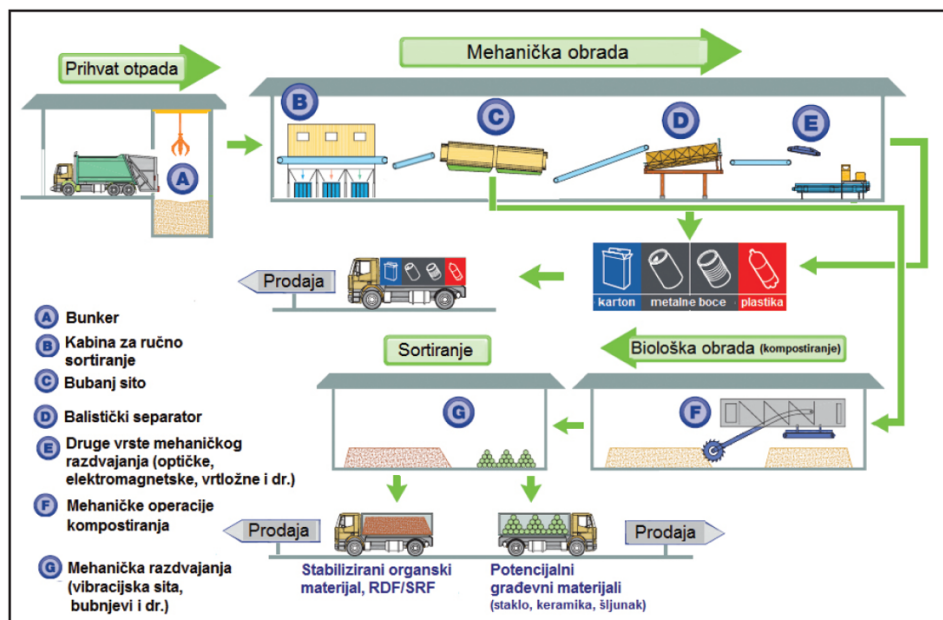 Prihvat otpada
Mehanička obrada
A
B
C
D
E
karton
metalne boce
plastika
Prodaja
A Bunker
B Kabina za ručno
sortiranje
C Bubanj sito
D Balistički separator
E Druge vrste mehaničkog
razdvajanja (optičke,
elektromagnetske, vrtložne i dr.)
F Mehaničke operacije
kompostiranja
G Mehanička razdvajanja
(vibracijska sita,
bubnjevi i dr.)
Sortiranje
Biološka obrada (kompostiranje)
G
F
Prodaja
Prodaja
Stabilizirani organski
materijal, RDF/SRF
Potencijalni
građevni materijali
(staklo, keramika, šljunak)